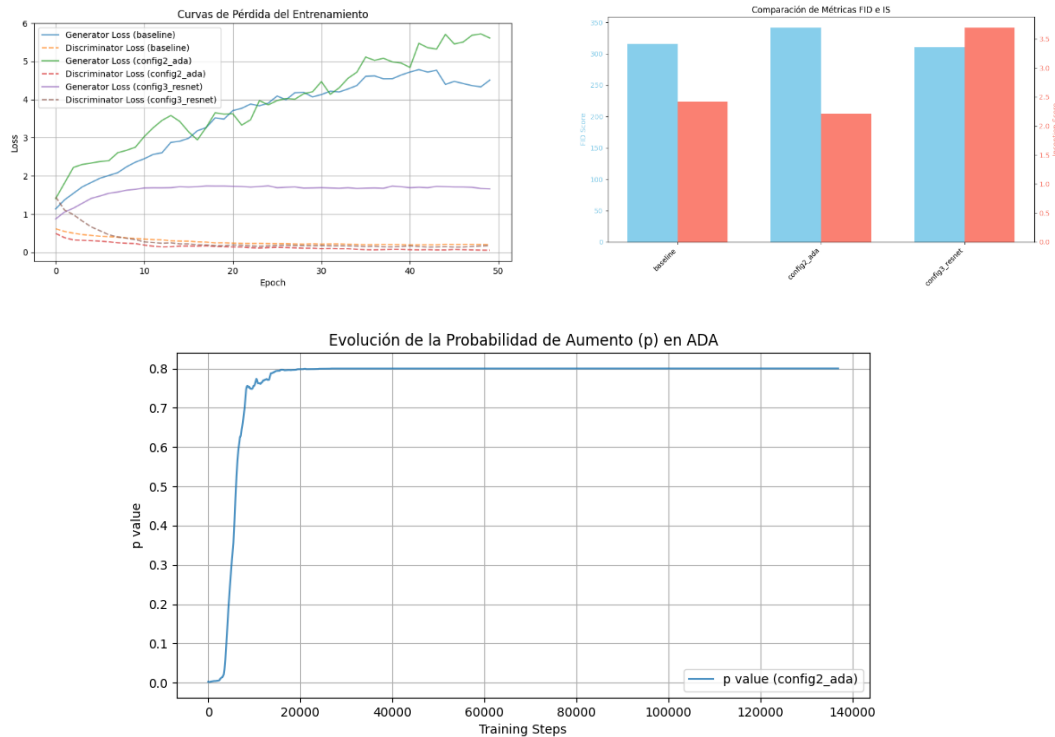 Curvas de Pérdida del Entrenamiento
6
5
4
3
2
1
0
Loss
Generator Loss (baseline)
Discriminator Loss (baseline)
Generator Loss (config2_ada)
Discriminator Loss (config2_ada)
Generator Loss (config3_resnet)
Discriminator Loss (config3_resnet)
0 10 20 30 40 50
Epoch
Comparación de Métricas FID e IS
350
300
250
200
150
100
50
0
FID Score
3.5
3.0
2.5
2.0
1.5
1.0
0.5
0.0
Inception Score
baseline
config2_ada
config3_resnet
Evolución de la Probabilidad de Aumento (p) en ADA
0.8
0.7
0.6
0.5
0.4
0.3
0.2
0.1
0.0
p value
p value (config2_ada)
0 20000 40000 60000 80000 100000 120000 140000
Training Steps